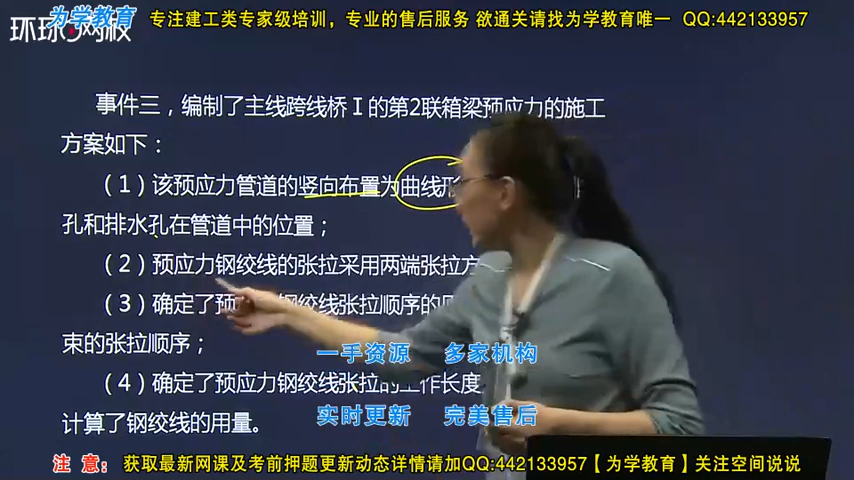 为学教育 专注建工类专家级培训，专业的售后服务 欲通关请找为学教育唯一 QQ:442133957
环球网校
事件三，编制了主线跨线桥Ⅰ的第2联箱梁预应力的施工
方案如下：
（1）该预应力管道的竖向布置为曲线形
孔和排水孔在管道中的位置；
（2）预应力钢绞线的张拉采用两端张拉方
（3）确定了预应力钢绞线张拉顺序的原
束的张拉顺序；
一手资源 多家机构
（4）确定了预应力钢绞线张拉的工作长度
实时更新 完美售后
计算了钢绞线的用量。
注 意： 获取最新网课及考前押题更新动态详情请加QQ:442133957【为学教育】关注空间说说